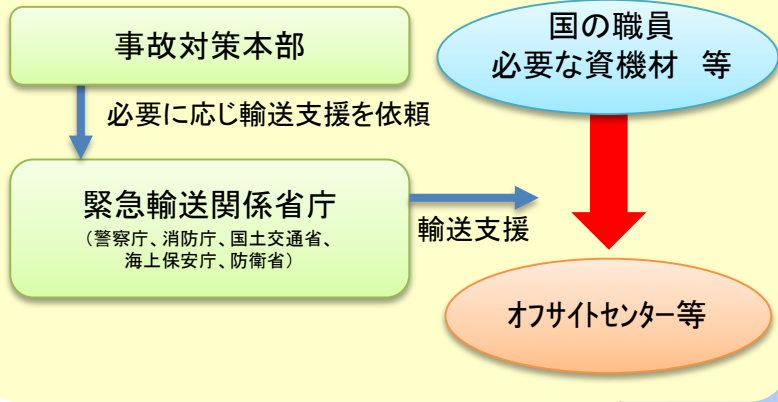 事故対策本部
必要に応じ輸送支援を依頼
緊急輸送関係省庁
（警察庁、消防庁、国土交通省、
海上保安庁、防衛省）
輸送支援
国の職員
必要な資機材　等
オフサイトセンター等